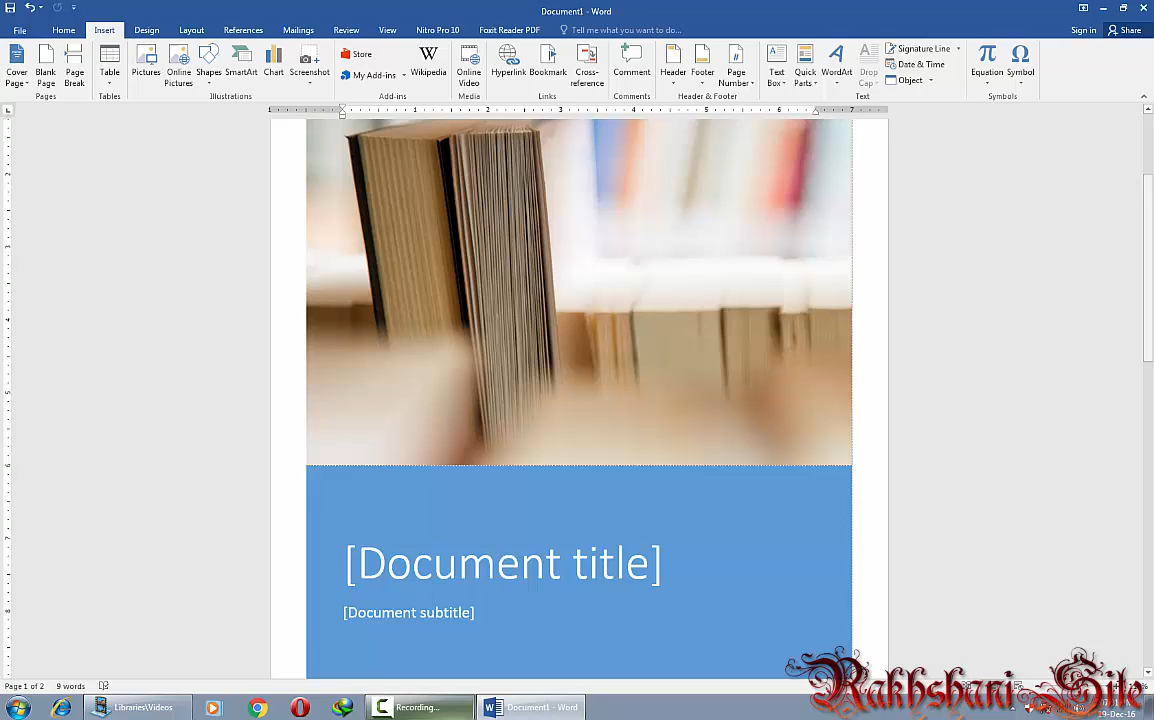 Document1 - Word
File Home Insert Design Layout References Mailings Review View Nitro Pro 10 Foxit Reader PDF Tell me what you want to do... Sign in Share
Cover Page
Blank Page
Page Break
Pages
Table
Tables
Pictures
Online Pictures
Shapes
SmartArt
Chart
Screenshot
Illustrations
Store
My Add-ins
Wikipedia
Add-ins
Online Video
Media
Hyperlink
Bookmark
Cross-reference
Links
Comment
Comments
Header
Footer
Page Number
Header & Footer
Text Box
Quick Parts
WordArt
Drop Cap
Signature Line
Date & Time
Object
Text
Equation
Symbol
Symbols
[Document title]
[Document subtitle]
Page 1 of 2 9 words
Libraries\Videos
Recording...
Document1 - Word
19-Dec-16
Rakhshani Site